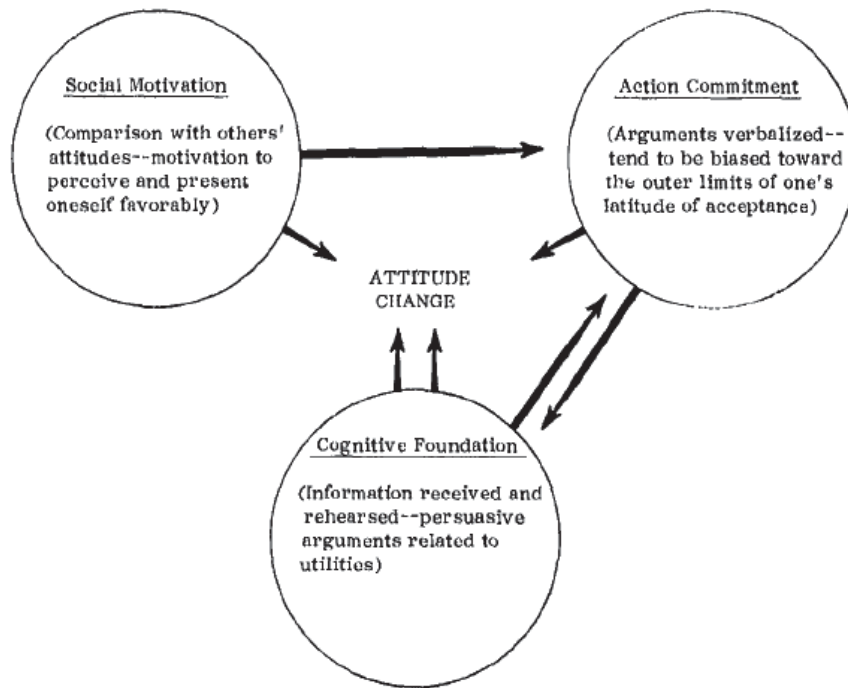 Social Motivation
(Comparison with others'
attitudes--motivation to
perceive and present
oneself favorably)
Action Commitment
(Arguments verbalized--
tend to be biased toward
the outer limits of one's
latitude of acceptance)
ATTITUDE
CHANGE
Cognitive Foundation
(Information received and
rehearsed--persuasive
arguments related to
utilities)